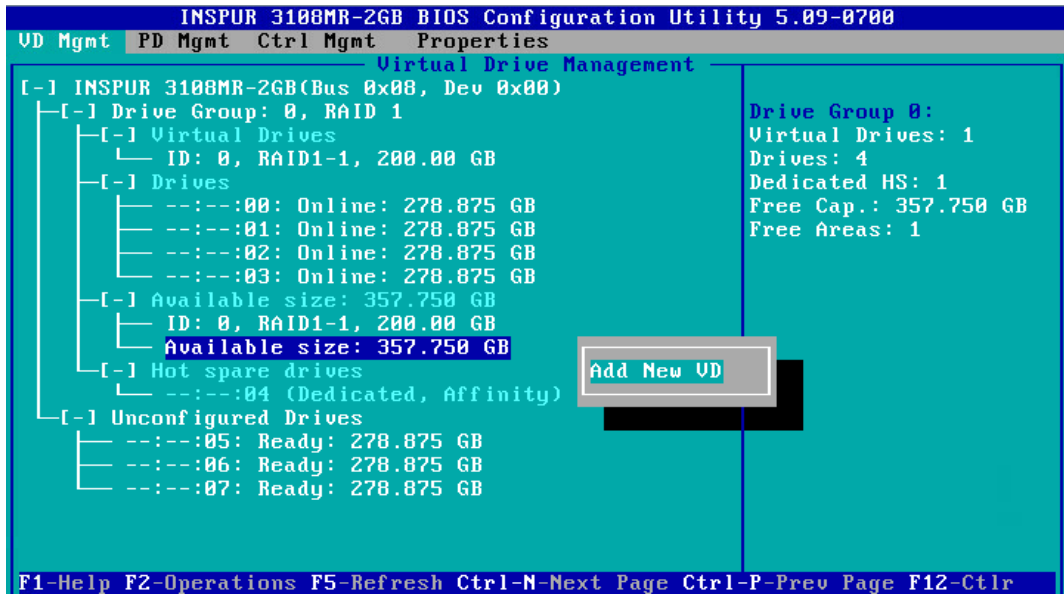 INSPUR 3108MR-2GB BIOS Configuration Utility 5.09-0700
VD Mgmt PD Mgmt Ctrl Mgmt Properties
Virtual Drive Management
[-] INSPUR 3108MR-2GB(Bus 0x08, Dev 0x00)
[-] Drive Group: 0, RAID 1
[-] Virtual Drives
ID: 0, RAID1-1, 200.00 GB
[-] Drives
--:--:00: Online: 278.875 GB
--:--:01: Online: 278.875 GB
--:--:02: Online: 278.875 GB
--:--:03: Online: 278.875 GB
[-] Available size: 357.750 GB
ID: 0, RAID1-1, 200.00 GB
Available size: 357.750 GB
[-] Hot spare drives
--:--:04 (Dedicated, Affinity)
[-] Unconfigured Drives
--:--:05: Ready: 278.875 GB
--:--:06: Ready: 278.875 GB
--:--:07: Ready: 278.875 GB
Add New VD
Drive Group 0:
Virtual Drives: 1
Drives: 4
Dedicated HS: 1
Free Cap.: 357.750 GB
Free Areas: 1
F1-Help F2-Operations F5-Refresh Ctrl-N-Next Page Ctrl-P-Prev Page F12-Ctlr